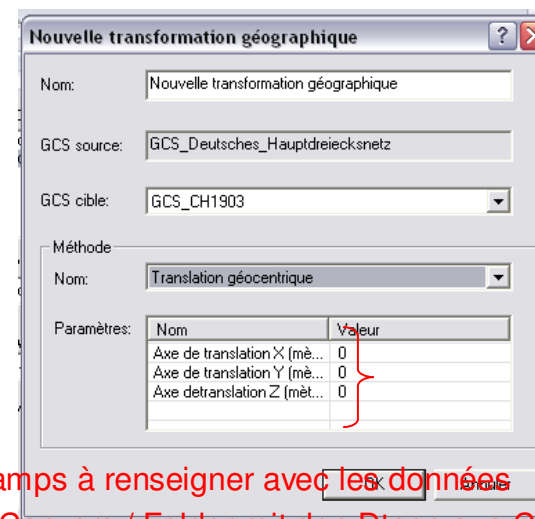 Nouvelle transformation géographique
?
Nom:
Nouvelle transformation géographique
GCS source:
GCS_Deutsches_Hauptdreiecksnetz
GCS cible:
GCS_CH1903
Méthode
Nom:
Translation géocentrique
Paramètres:
Nom Valeur
Axe de translation X (mè... 0
Axe de translation Y (mè... 0
Axe detranslation Z (mèt... 0
OK Annuler
à renseigner avec les données